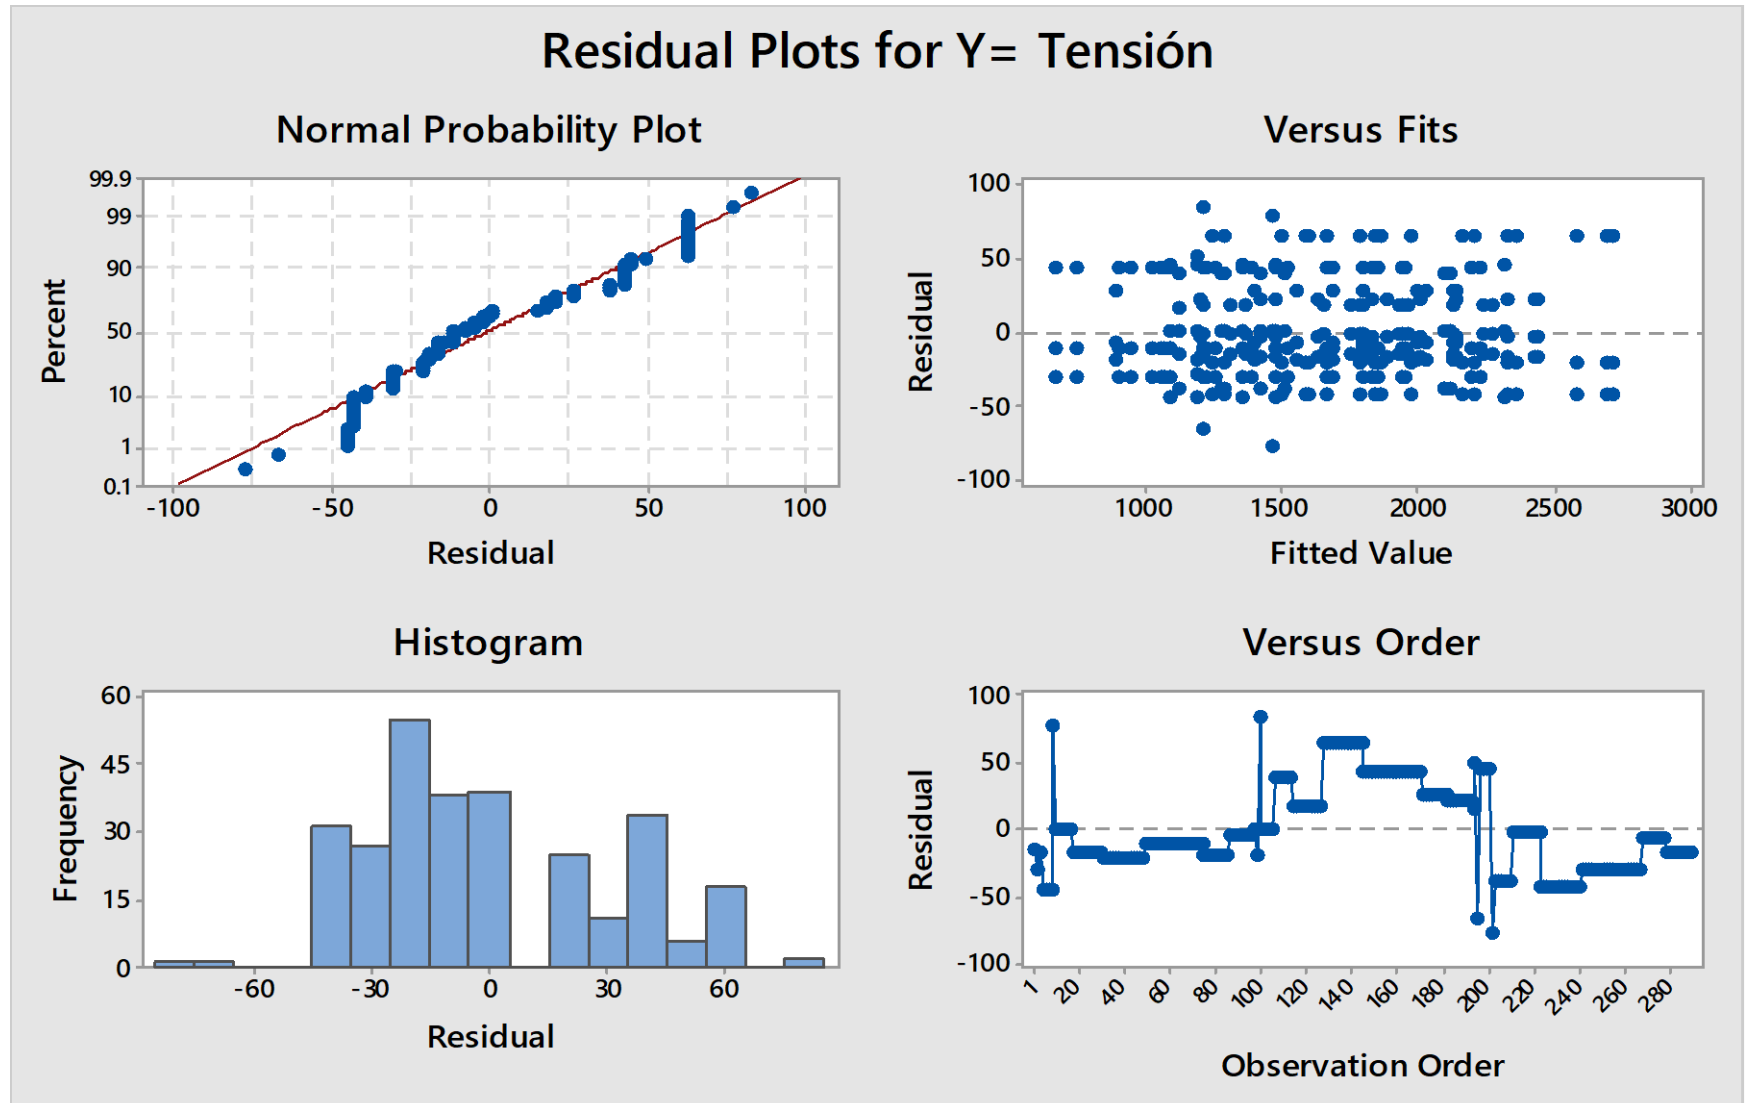 Residual Plots for Y= Tensión
Normal Probability Plot
99.9
99
90
50
10
1
0.1
Percent
-100 -50 0 50 100
Residual
Versus Fits
100
50
0
-50
-100
Residual
1000 1500 2000 2500 3000
Fitted Value
Histogram
60
45
30
15
0
Frequency
-60 -30 0 30 60
Residual
Versus Order
100
50
0
-50
-100
Residual
1 20 40 60 80 100 120 140 160 180 200 220 240 260 280
Observation Order